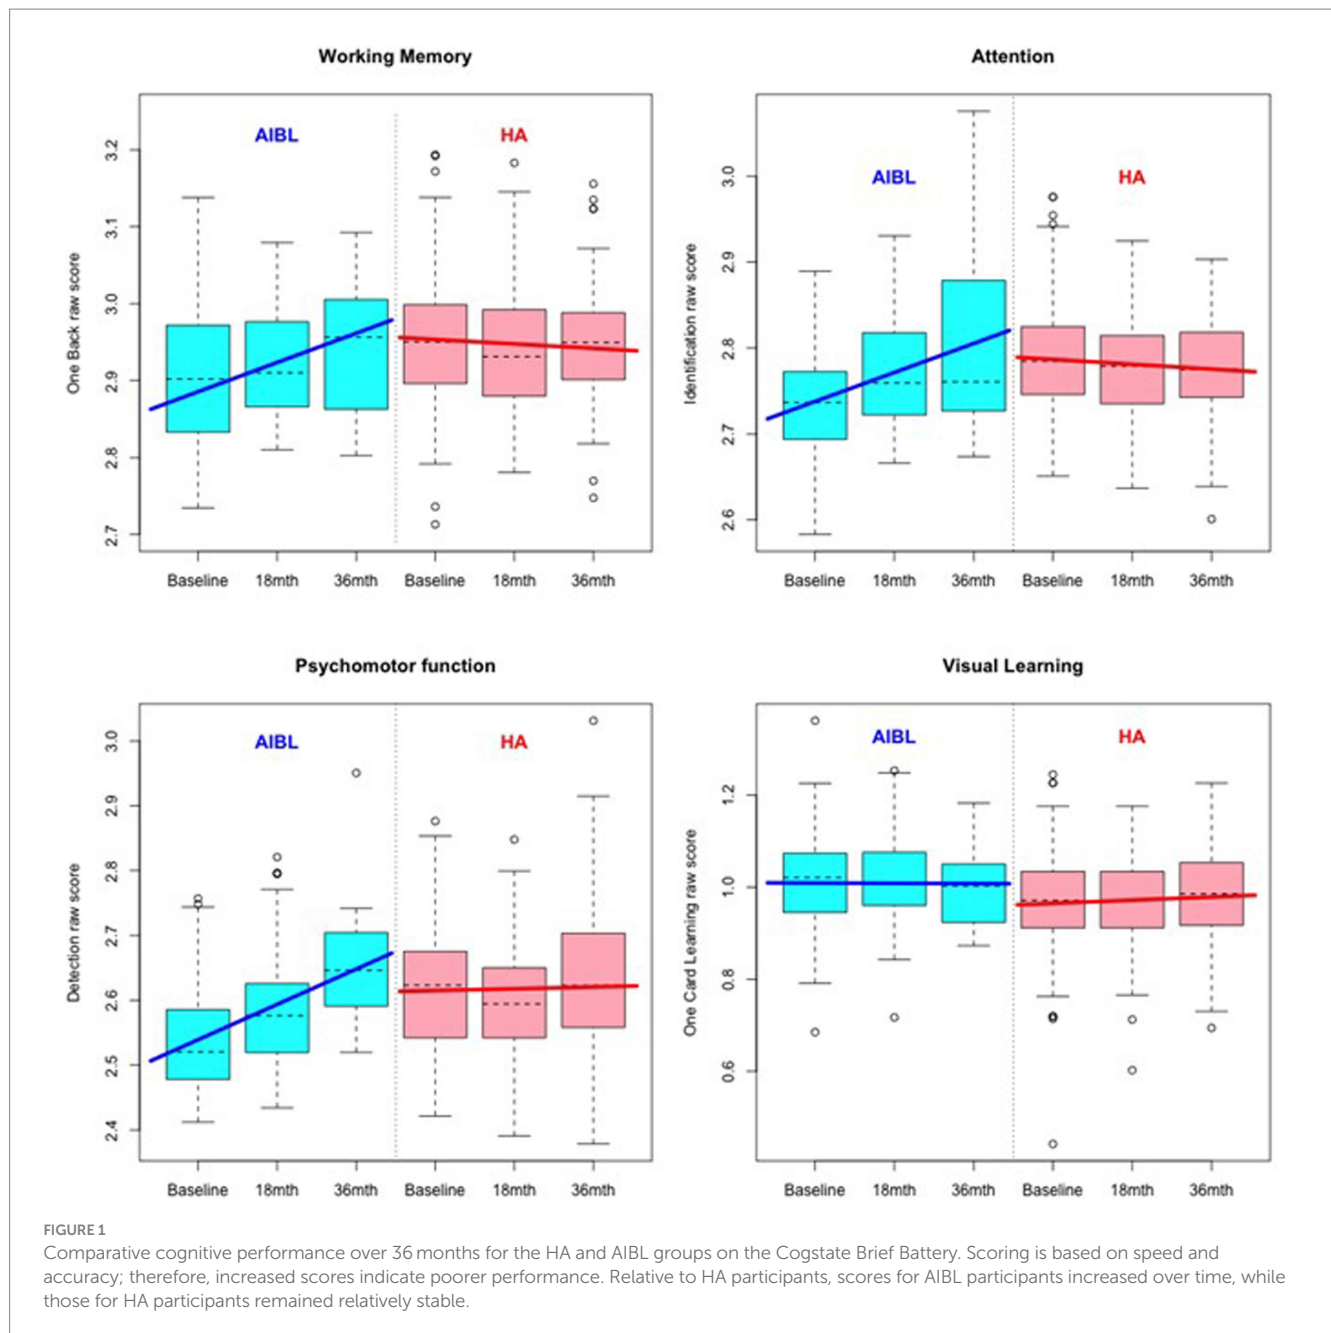 Working Memory
One Back raw score
AIBL
HA
3.2
3.1
3.0
2.9
2.8
2.7
Baseline 18mth 36mth Baseline 18mth 36mth
Attention
Identification raw score
AIBL
HA
3.0
2.9
2.8
2.7
2.6
Baseline 18mth 36mth Baseline 18mth 36mth
Psychomotor function
Detection raw score
AIBL
HA
3.0
2.9
2.8
2.7
2.6
2.5
2.4
Baseline 18mth 36mth Baseline 18mth 36mth
Visual Learning
One Card Learning raw score
AIBL
HA
1.2
1.0
0.8
0.6
Baseline 18mth 36mth Baseline 18mth 36mth
FIGURE 1
Comparative cognitive performance over 36 months for the HA and AIBL groups on the Cogstate Brief Battery. Scoring is based on speed and
accuracy; therefore, increased scores indicate poorer performance. Relative to HA participants, scores for AIBL participants increased over time, while
those for HA participants remained relatively stable.